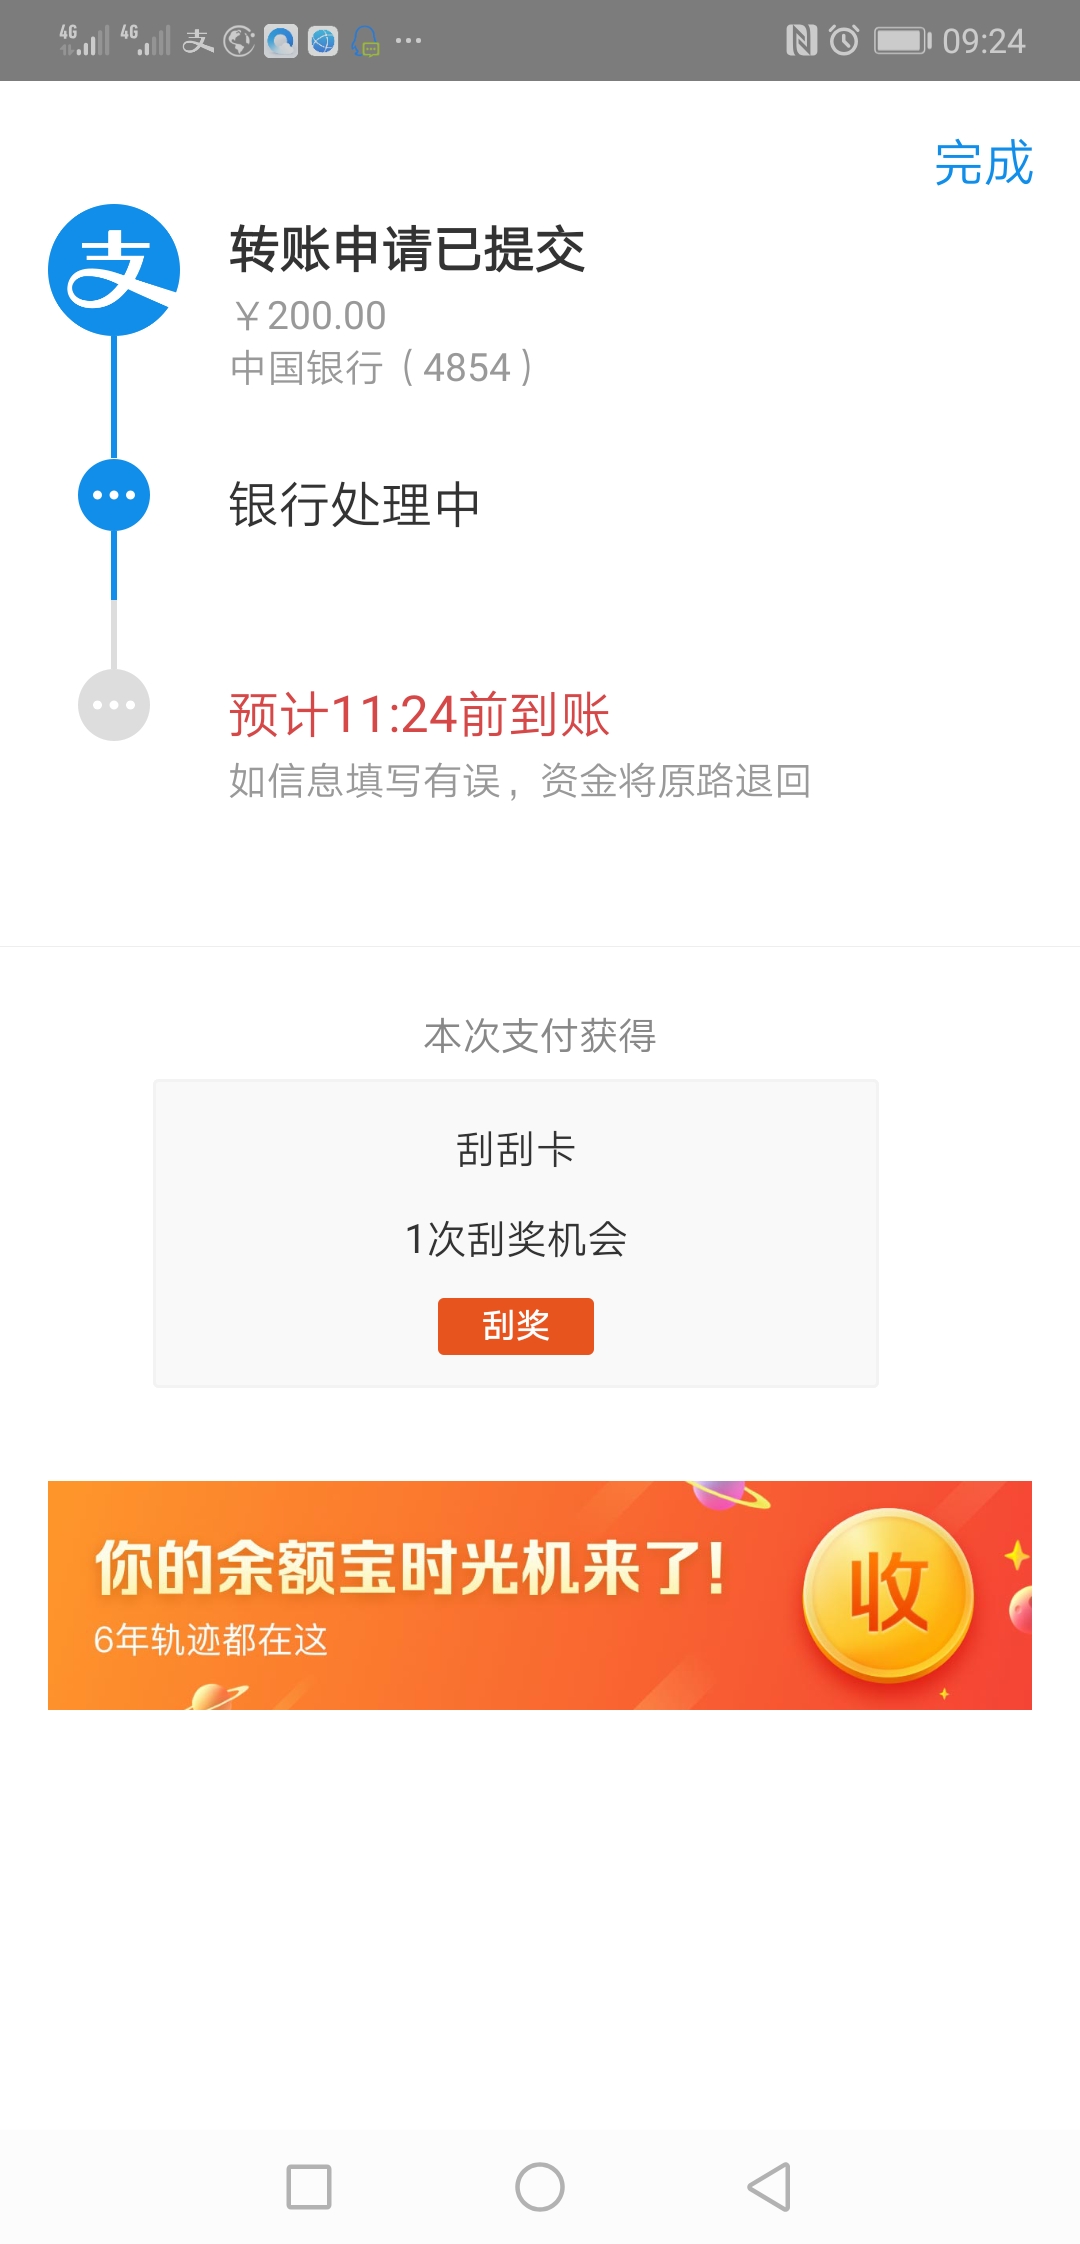 4G 4G 支 09:24
完成
支
转账申请已提交
￥200.00
中国银行（4854）
银行处理中
预计11:24前到账
如信息填写有误，资金将原路退回
本次支付获得
刮刮卡
1次刮奖机会
刮奖
你的余额宝时光机来了!
6年轨迹都在这
收